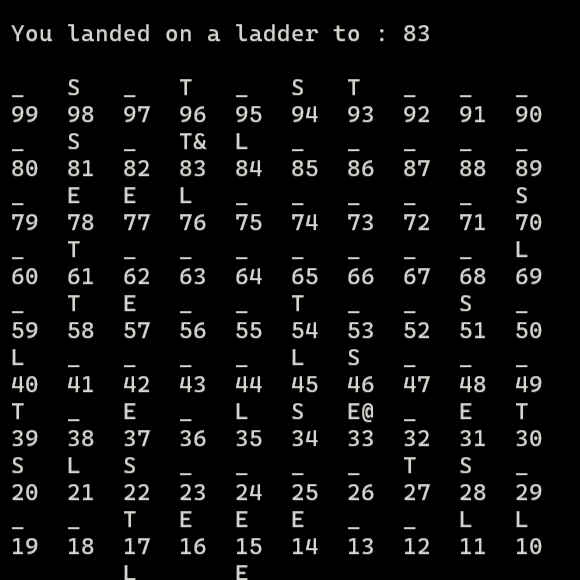 You landed on a ladder to : 83
_ S _ T _ S T _ _ _
99 98 97 96 95 94 93 92 91 90
_ S _ T& L _ _ _ _ _
80 81 82 83 84 85 86 87 88 89
_ E E L _ _ _ _ _ S
79 78 77 76 75 74 73 72 71 70
_ T _ _ _ _ _ _ _ L
60 61 62 63 64 65 66 67 68 69
_ T E _ _ T _ _ S _
59 58 57 56 55 54 53 52 51 50
L _ _ _ _ L S _ _ _
40 41 42 43 44 45 46 47 48 49
T _ E _ L S E@ _ E T
39 38 37 36 35 34 33 32 31 30
S L S _ _ _ _ T S _
20 21 22 23 24 25 26 27 28 29
_ _ T E E E _ _ L L
19 18 17 16 15 14 13 12 11 10
L E